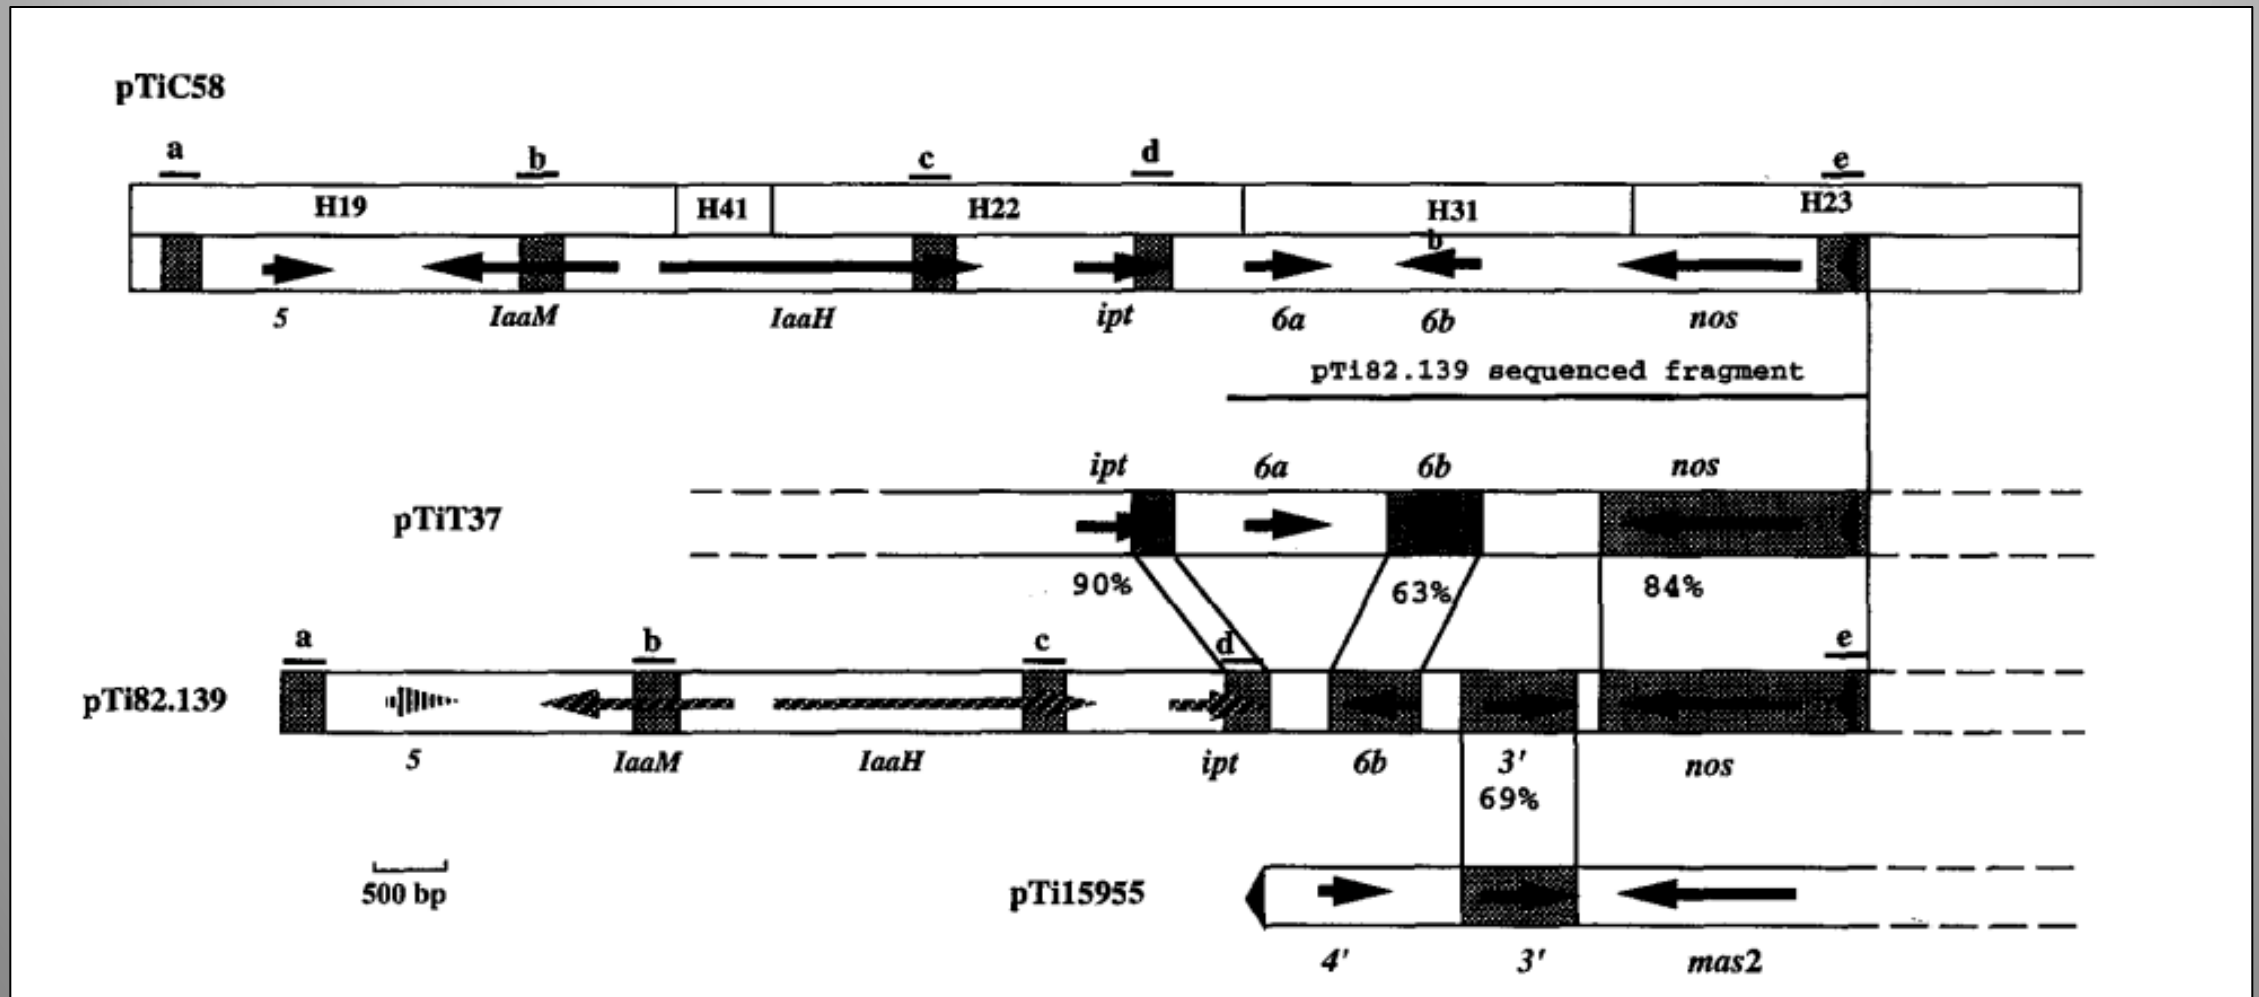 pTiC58
a b c d e
H19 H41 H22 H31 H23
b
5 IaaM IaaH ipt 6a 6b nos
pTi82.139 sequenced fragment
ipt 6a 6b nos
pTiT37
90% 63% 84%
a b c d e
pTi82.139
5 IaaM IaaH ipt 6b 3' nos
69%
500 bp
pTi15955
4' 3' mas2